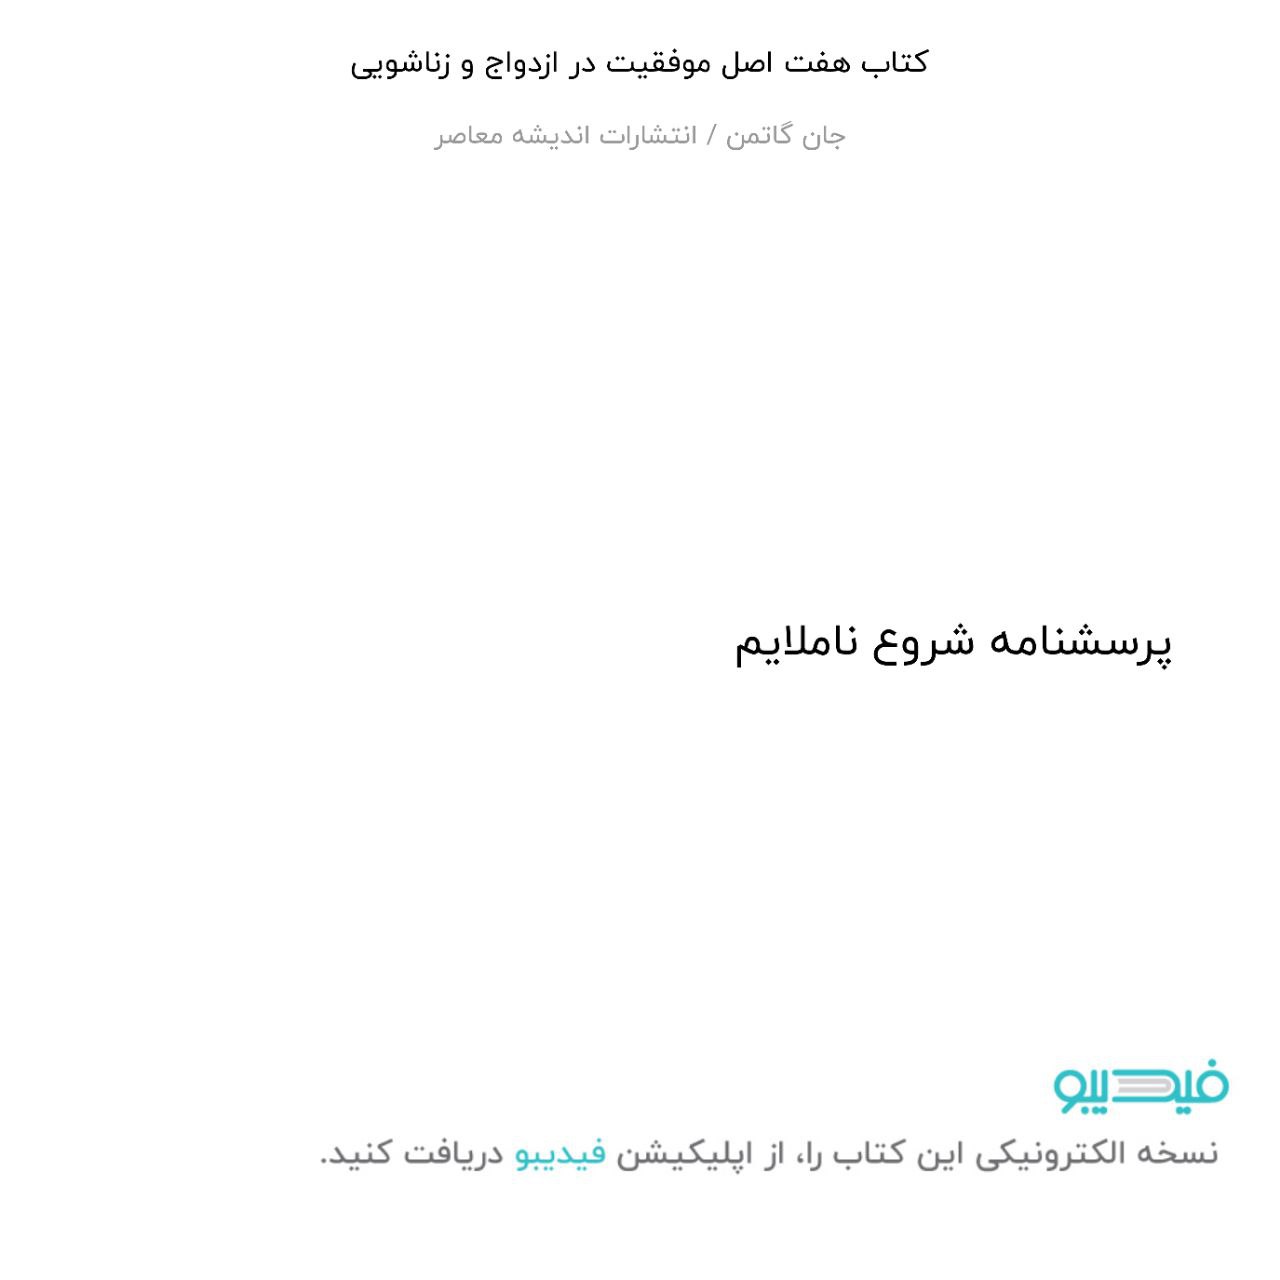 کتاب هفت اصل موفقیت در ازدواج و زناشویی
جان گاتمن / انتشارات اندیشه معاصر
پرسشنامه شروع ناملایم
فیدیبو
نسخه الکترونیکی این کتاب را، از اپلیکیشن فیدیبو دریافت کنید.